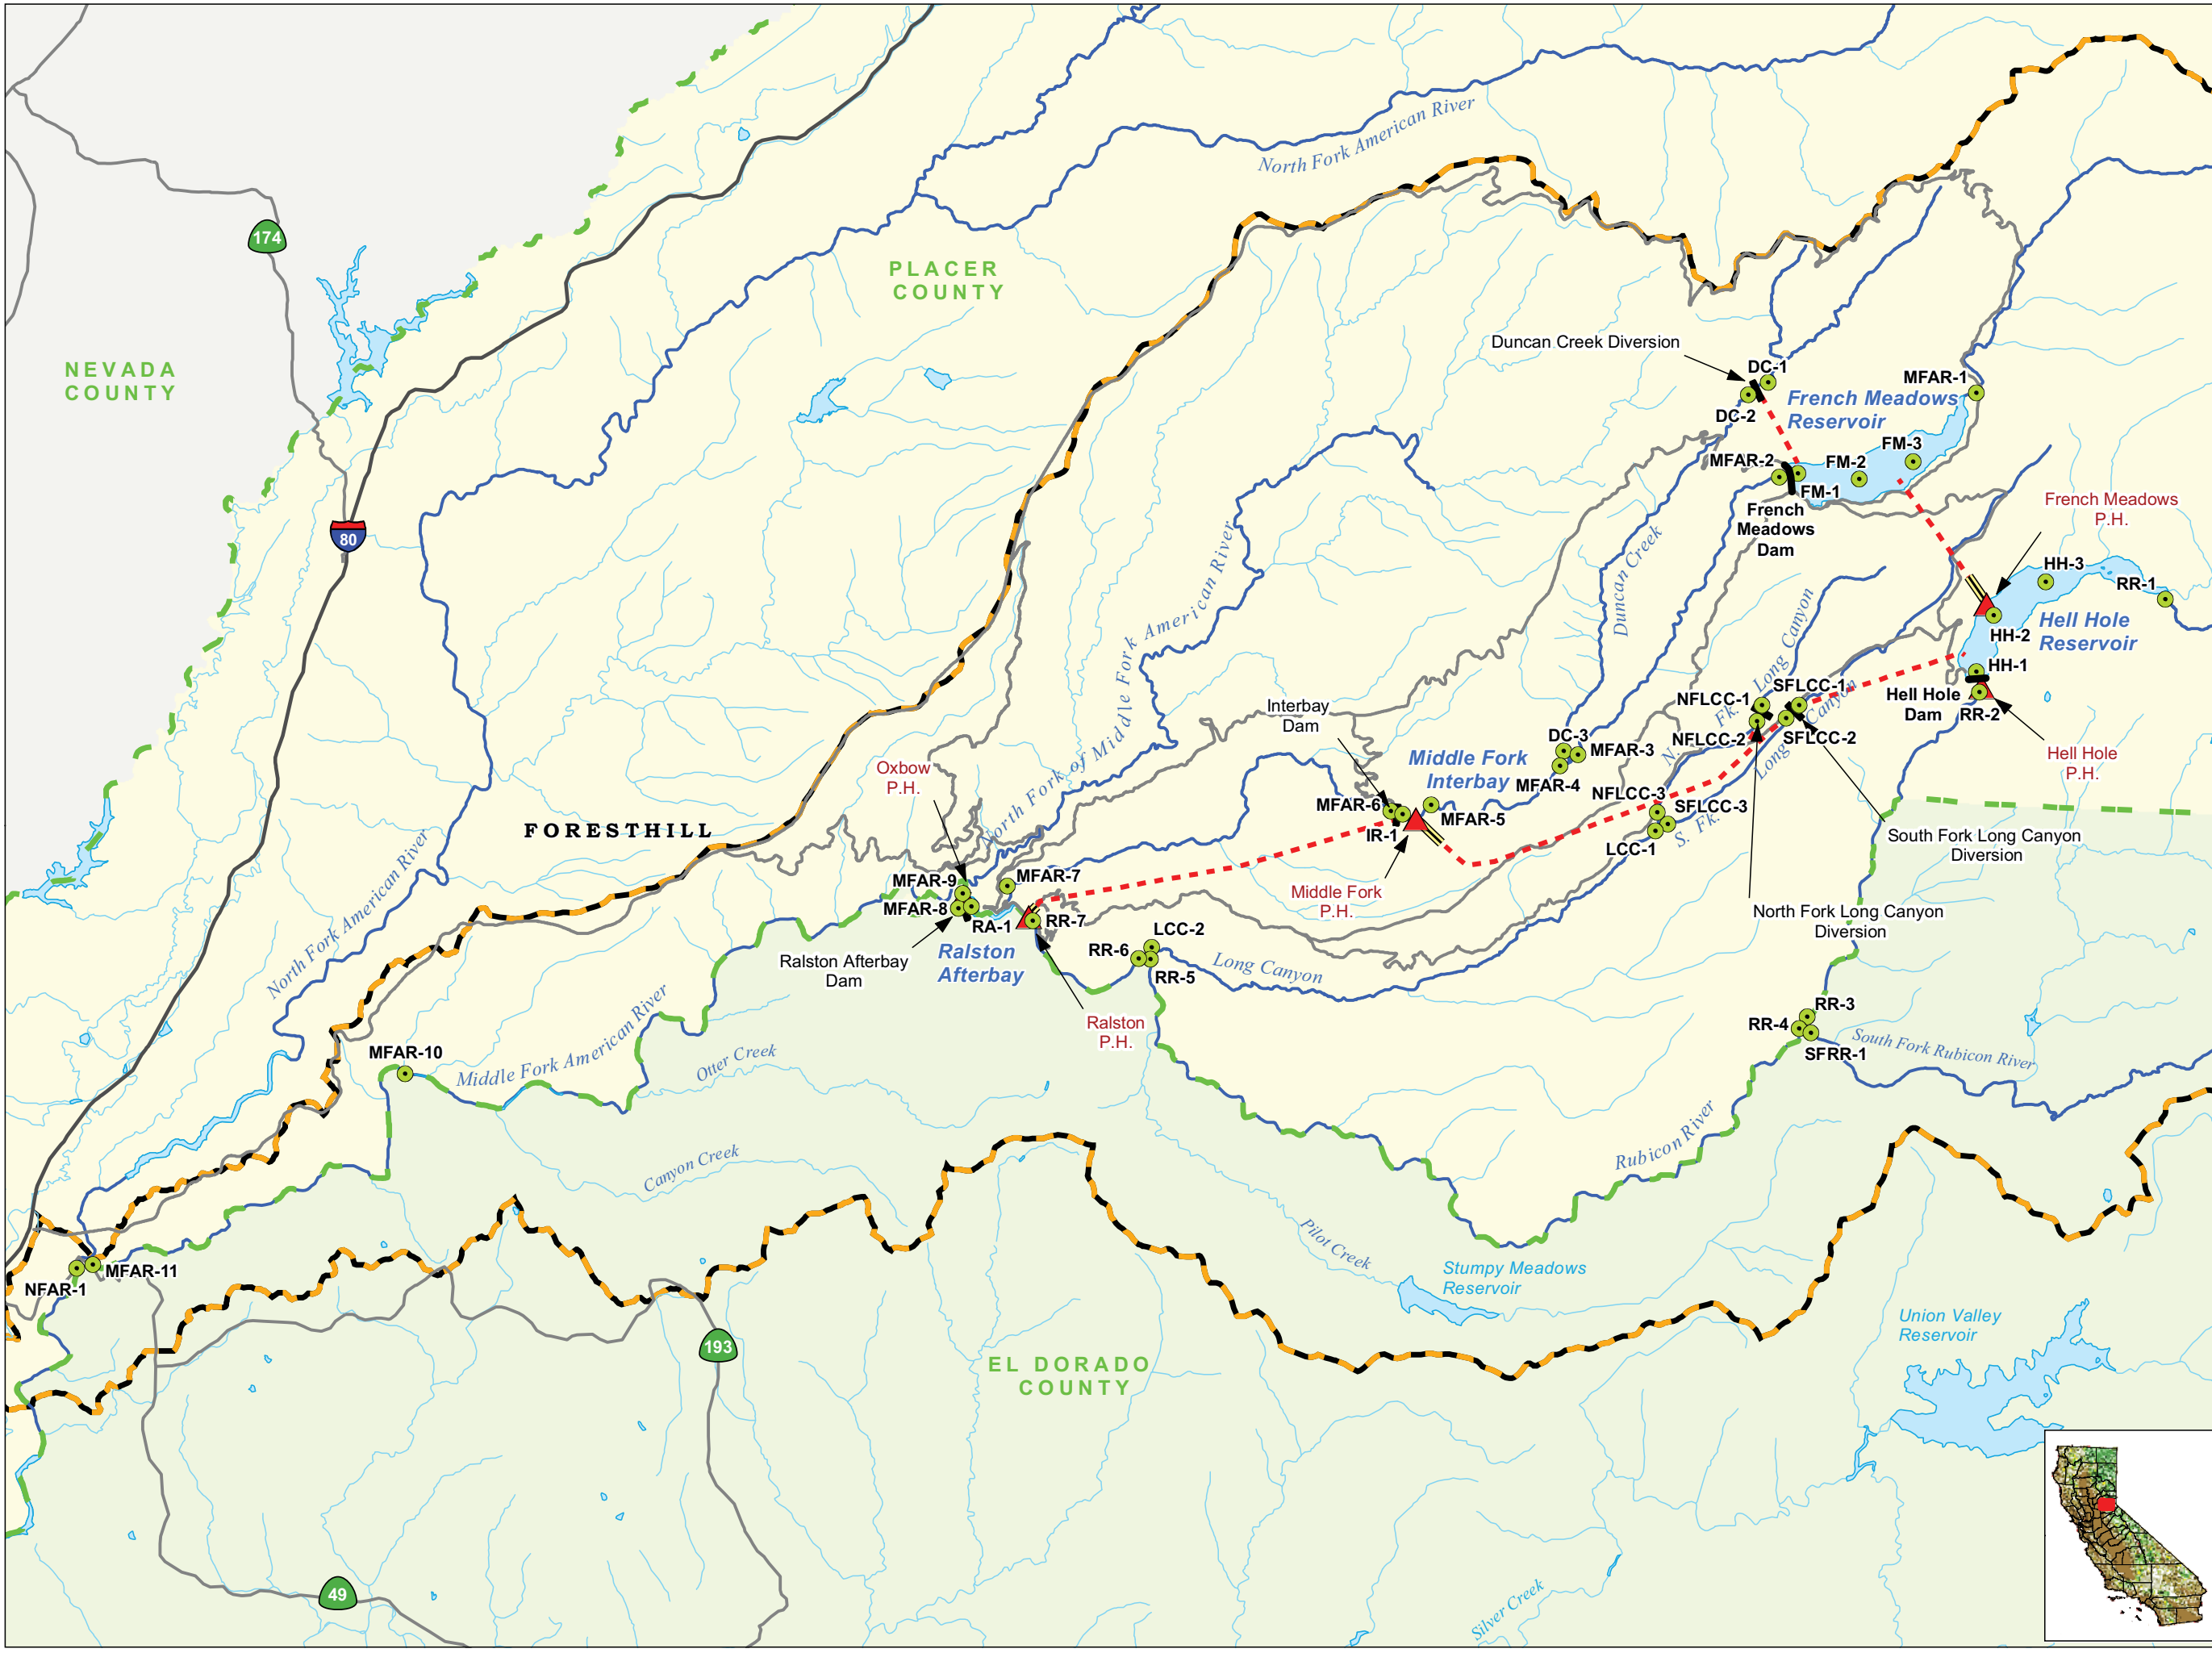 North Fork American River
174
PLACER
COUNTY
NEVADA
COUNTY
Duncan Creek Diversion
DC-1
DC-2
French Meadows
Reservoir
MFAR-1
FM-3
FM-2
MFAR-2
FM-1
French
Meadows
Dam
French Meadows
P.H.
80
HH-3
RR-1
Hell Hole
Reservoir
HH-2
HH-1
Hell Hole
Dam
RR-2
Hell Hole
P.H.
Duncan Creek
North Fork of Middle Fork American River
N. Fk. Long Canyon
S. Fk. Long Canyon
NFLCC-1
SFLCC-1
NFLCC-2
SFLCC-2
Interbay
Dam
Middle Fork
Interbay
DC-3
MFAR-3
MFAR-4
NFLCC-3
SFLCC-3
LCC-1
MFAR-6
IR-1
MFAR-5
Middle Fork
P.H.
South Fork Long Canyon
Diversion
North Fork Long Canyon
Diversion
Oxbow
P.H.
FORESTHILL
North Fork American River
MFAR-9
MFAR-8
MFAR-7
RA-1
RR-7
Ralston Afterbay
Dam
Ralston
Afterbay
Ralston
P.H.
LCC-2
RR-6
RR-5
Long Canyon
RR-3
RR-4
SFRR-1
South Fork Rubicon River
Rubicon River
MFAR-10
Middle Fork American River
Otter Creek
Canyon Creek
Pilot Creek
Stumpy Meadows
Reservoir
Union Valley
Reservoir
MFAR-11
NFAR-1
193
EL DORADO
COUNTY
49
Silver Creek